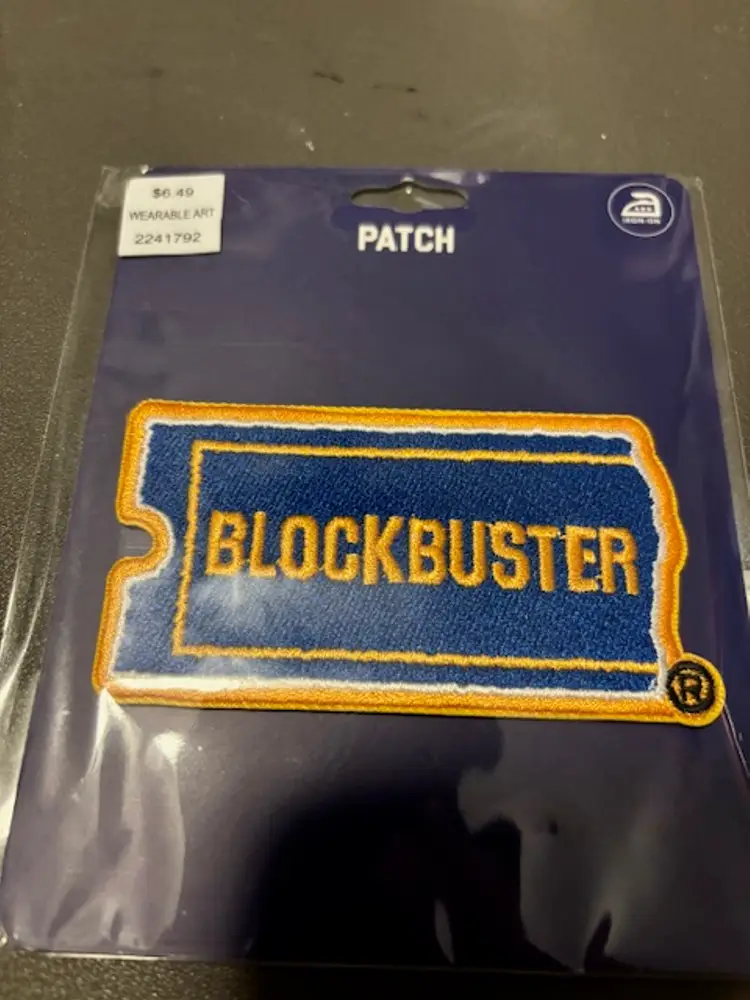 $6.49
WEARABLE ART
2241792
PATCH
IRON-ON
BLOCKBUSTER
®